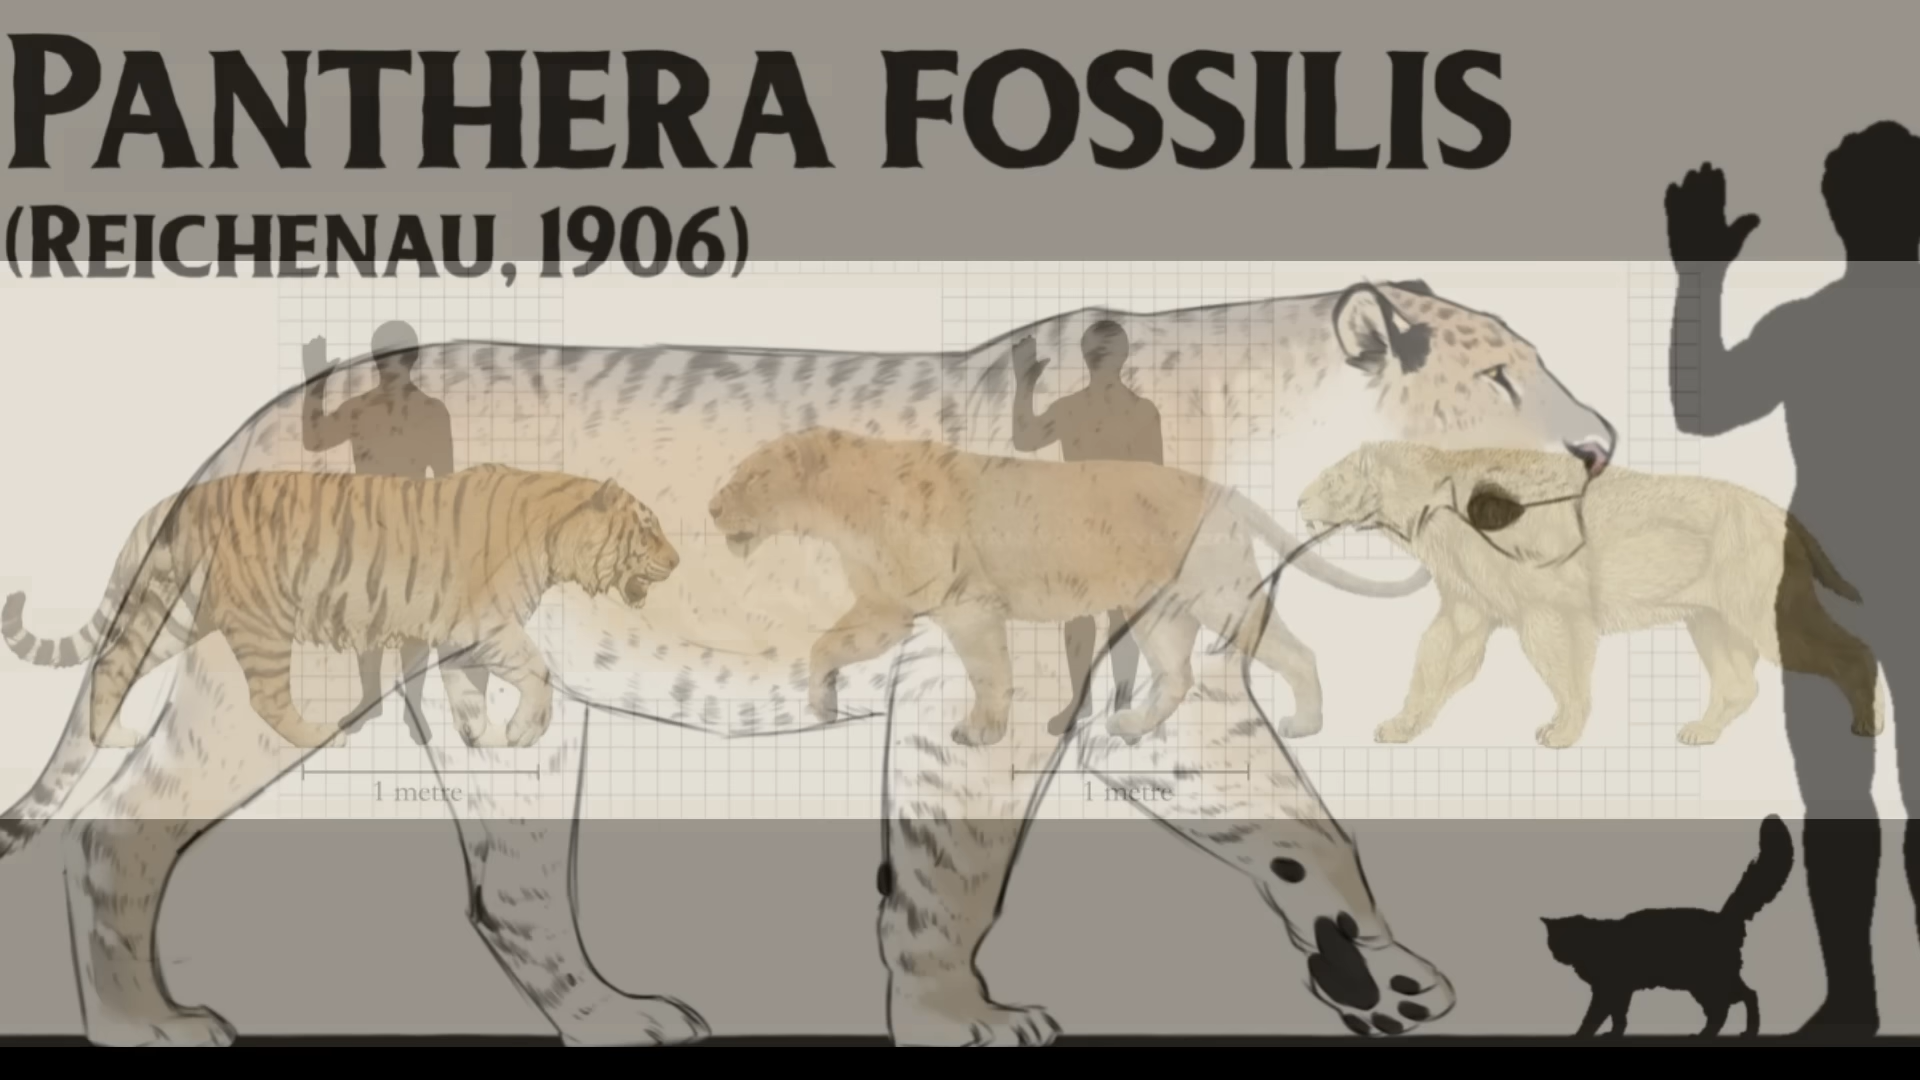 PANTHERA FOSSILIS
(REICHENAU, 1906)
1 metre 1 metre